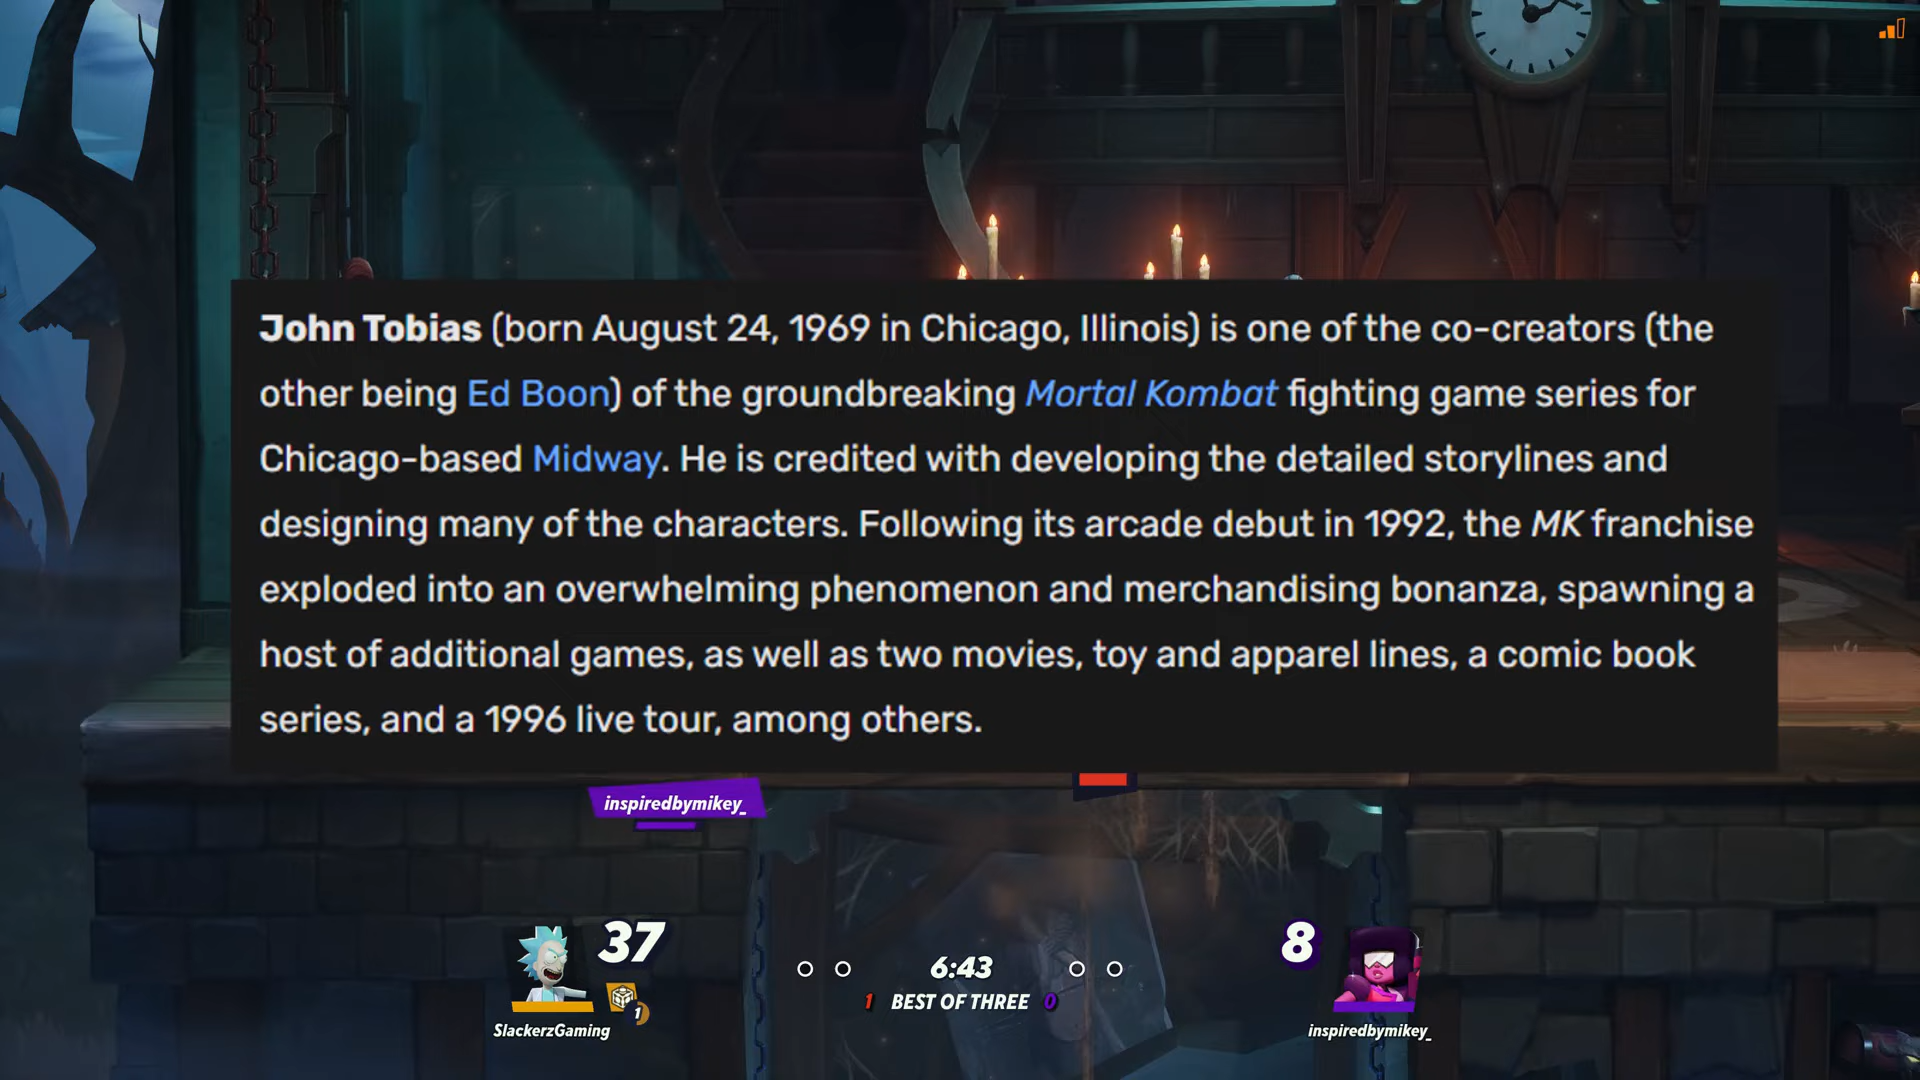 John Tobias (born August 24, 1969 in Chicago, Illinois) is one of the co-creators (the
other being Ed Boon) of the groundbreaking Mortal Kombat fighting game series for
Chicago-based Midway. He is credited with developing the detailed storylines and
designing many of the characters. Following its arcade debut in 1992, the MK franchise
exploded into an overwhelming phenomenon and merchandising bonanza, spawning a
host of additional games, as well as two movies, toy and apparel lines, a comic book
series, and a 1996 live tour, among others.
inspiredbymikey_
37
8
6:43
1 BEST OF THREE 0
1
SlackerzGaming
inspiredbymikey_